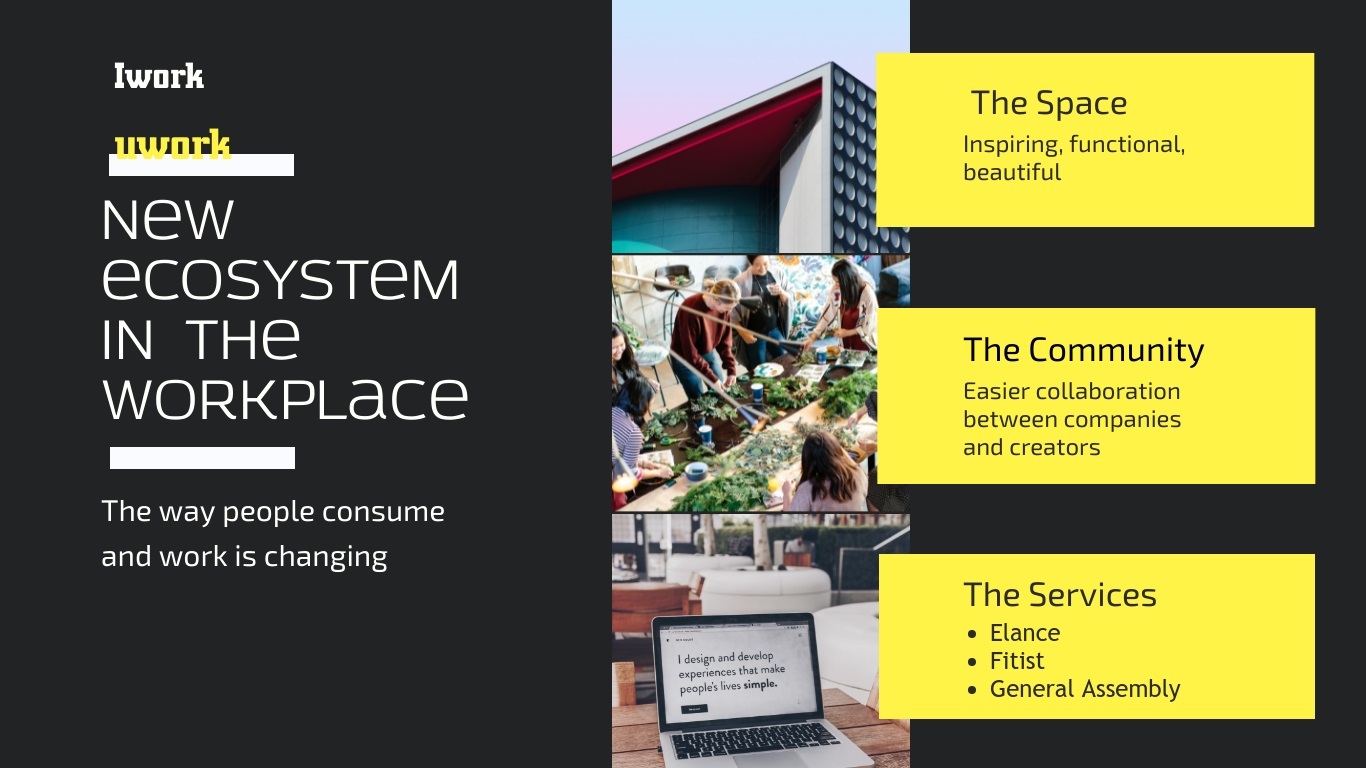 Iwork
uwork
New
ecosystem
in the
workplace
The way people consume
and work is changing
The Space
Inspiring, functional,
beautiful
The Community
Easier collaboration
between companies
and creators
I design and develop
experiences that make
people's lives simple.
The Services
• Elance
• Fitist
• General Assembly